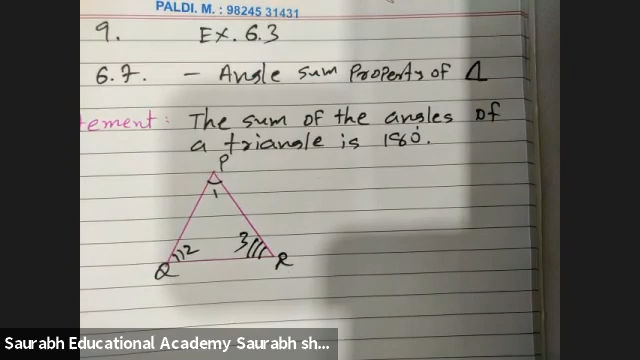 PALDI. M. : 98245 31431
9. Ex. 6.3
6.7. - Angle sum Property of Δ
tement: The sum of the angles of
a triangle is 180°.
P
1
2 3
Q R
Saurabh Educational Academy Saurabh sh...